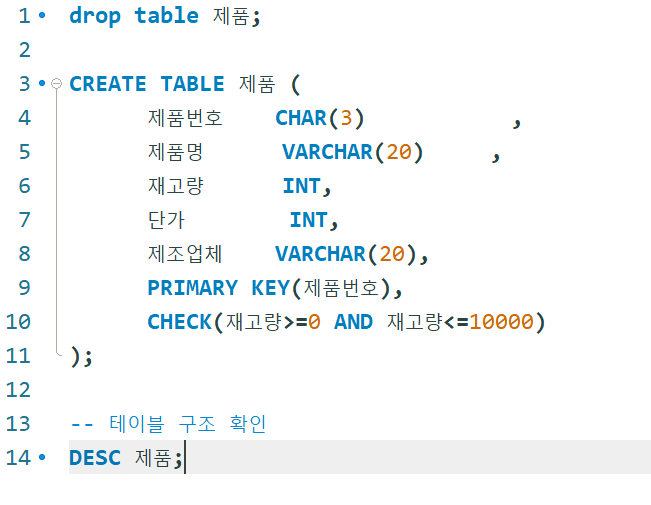 1 drop table 제품;
2
3 CREATE TABLE 제품 (
4 제품번호 CHAR(3) ,
5 제품명 VARCHAR(20) ,
6 재고량 INT,
7 단가 INT,
8 제조업체 VARCHAR(20),
9 PRIMARY KEY(제품번호),
10 CHECK(재고량>=0 AND 재고량<=10000)
11 );
12
13 -- 테이블 구조 확인
14 DESC 제품;